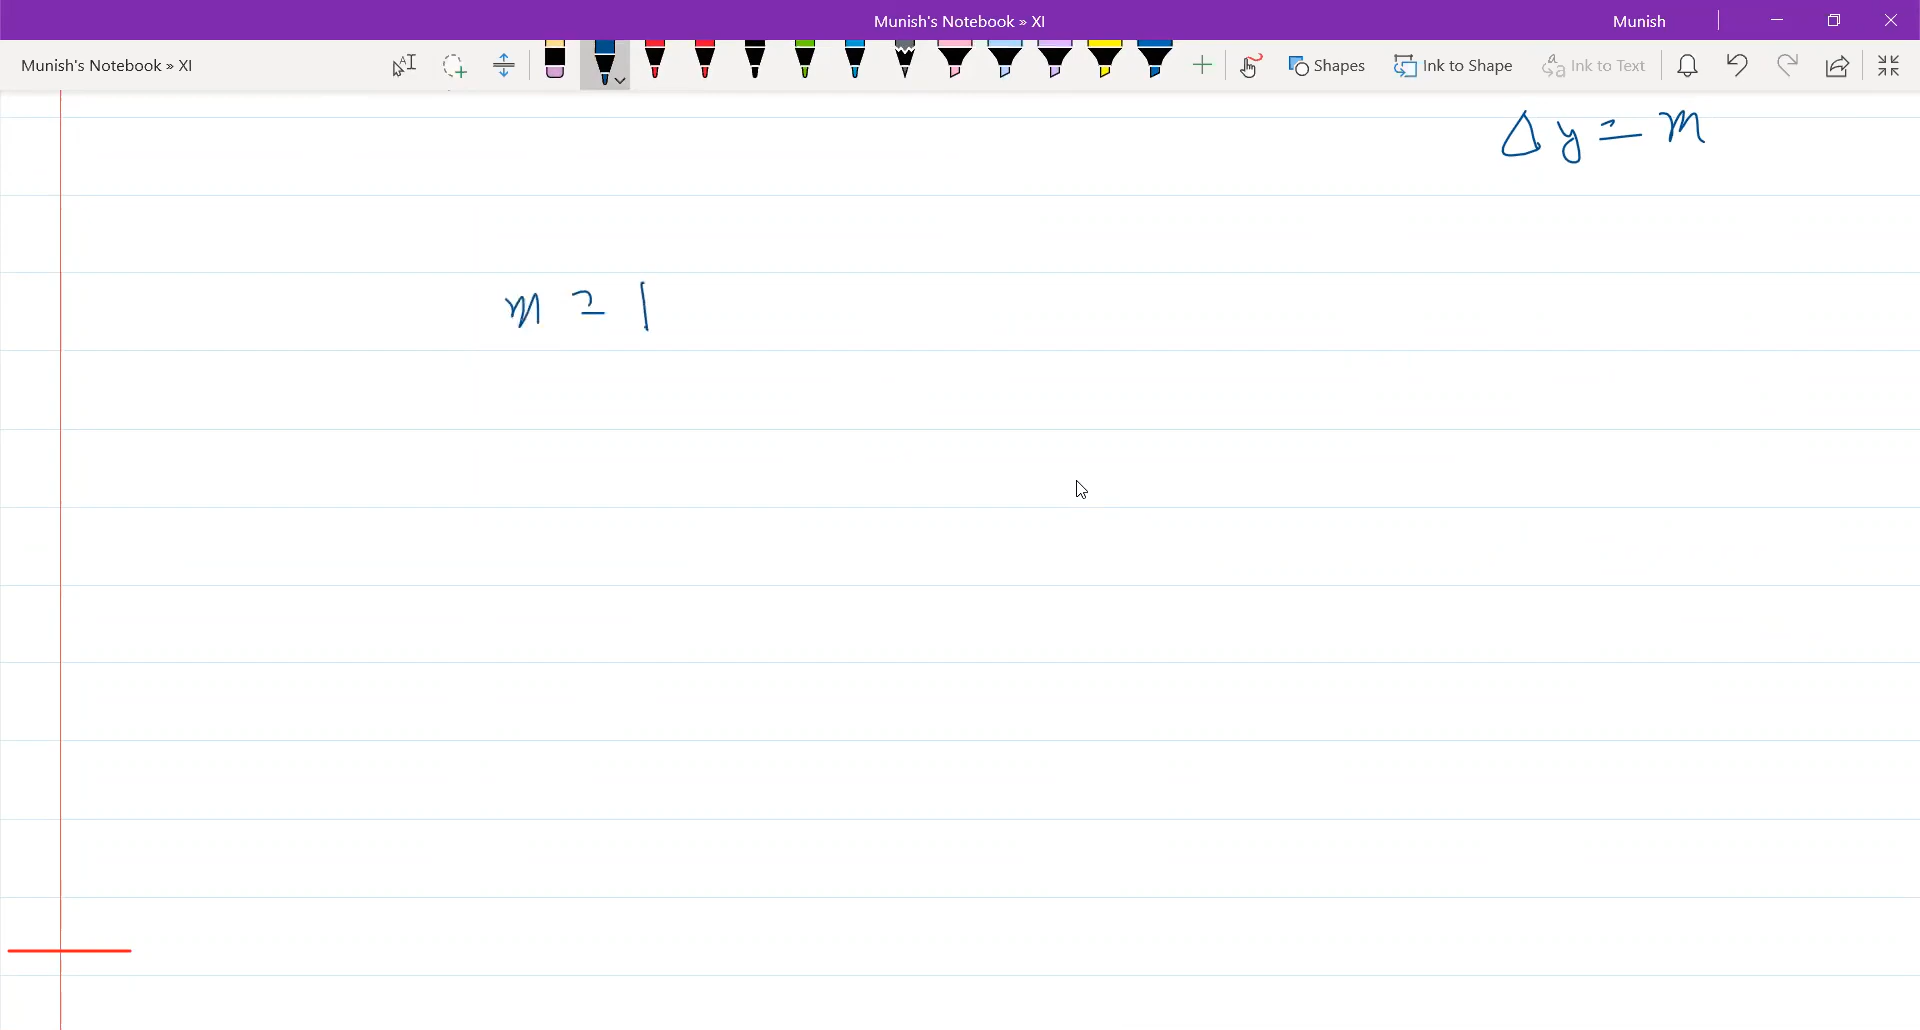 Munish's Notebook » XI
Munish
Munish's Notebook » XI
Shapes
Ink to Shape
Ink to Text
Δy = m
m = 1